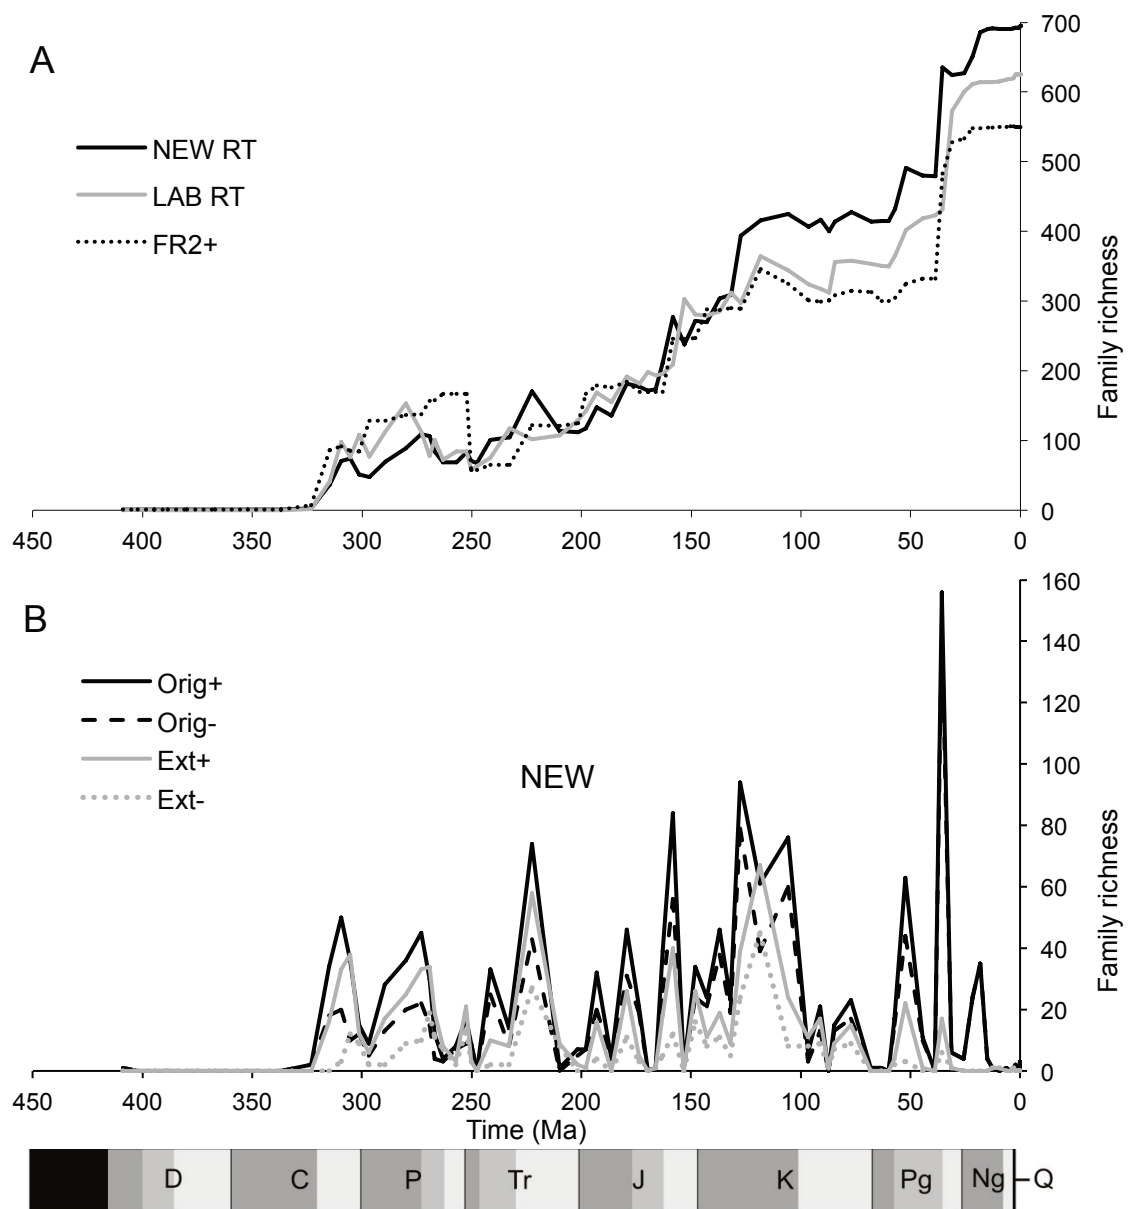 A
NEW RT
LAB RT
FR2+
700
600
500
400
300
200
100
0
Family richness
450 400 350 300 250 200 150 100 50 0
B
Orig+
Orig-
Ext+
Ext-
NEW
160
140
120
100
80
60
40
20
0
Family richness
450 400 350 300 250 200 150 100 50 0
Time (Ma)
D C P Tr J K Pg Ng Q